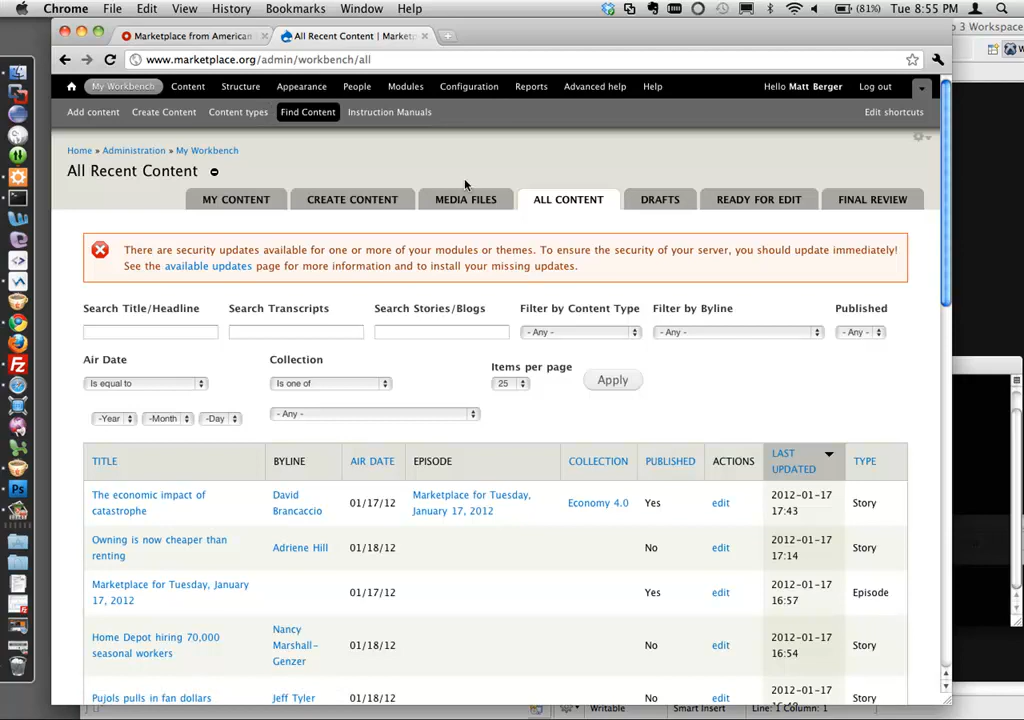 Chrome File Edit View History Bookmarks Window Help (81%) Tue 8:55 PM
Marketplace from American
All Recent Content | Market
3 Workspace
www.marketplace.org/admin/workbench/all
My Workbench Content Structure Appearance People Modules Configuration Reports Advanced help Help Hello Matt Berger Log out
Add content Create Content Content types Find Content Instruction Manuals Edit shortcuts
Home » Administration » My Workbench
All Recent Content
MY CONTENT CREATE CONTENT MEDIA FILES ALL CONTENT DRAFTS READY FOR EDIT FINAL REVIEW
There are security updates available for one or more of your modules or themes. To ensure the security of your server, you should update immediately!
See the available updates page for more information and to install your missing updates.
Search Title/Headline Search Transcripts Search Stories/Blogs Filter by Content Type Filter by Byline Published
- Any - - Any - - Any -
Air Date Collection Items per page
Is equal to Is one of 25 Apply
-Year -Month -Day - Any -
TITLE BYLINE AIR DATE EPISODE COLLECTION PUBLISHED ACTIONS LAST UPDATED TYPE
The economic impact of catastrophe David Brancaccio 01/17/12 Marketplace for Tuesday, January 17, 2012 Economy 4.0 Yes edit 2012-01-17 17:43 Story
Owning is now cheaper than renting Adriene Hill 01/18/12 No edit 2012-01-17 17:14 Story
Marketplace for Tuesday, January 17, 2012 01/17/12 Yes edit 2012-01-17 16:57 Episode
Home Depot hiring 70,000 seasonal workers Nancy Marshall-Genzer 01/18/12 No edit 2012-01-17 16:54 Story
Pujols pulls in fan dollars Jeff Tyler 01/18/12 No edit 2012-01-17 Story
Writable Smart Insert Line: 1 Column: 1